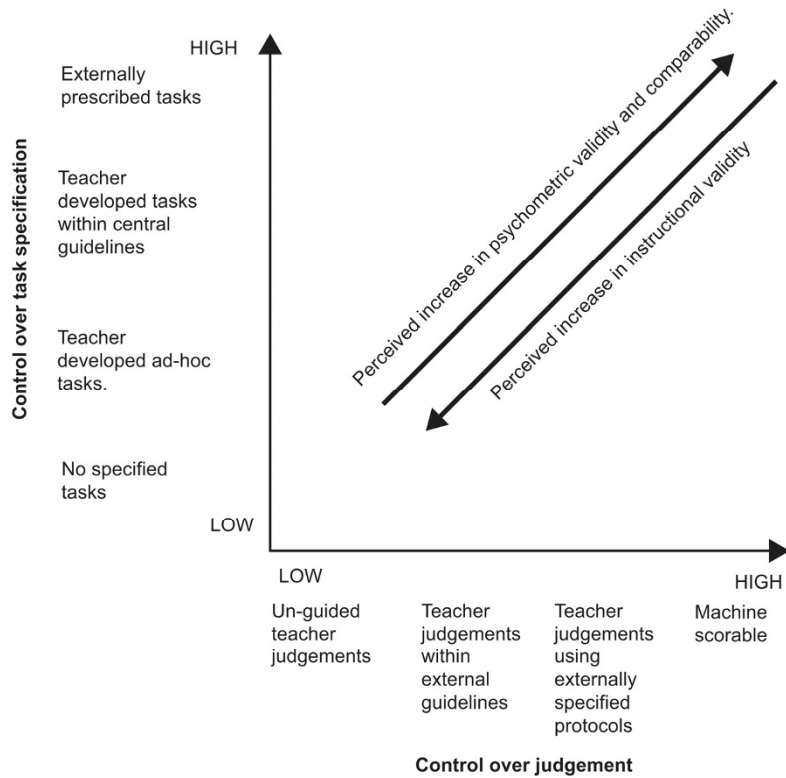 HIGH
Externally
prescribed tasks
Control over task specification
Teacher
developed tasks
within central
guidelines
Teacher
developed ad-hoc
tasks.
No specified
tasks
LOW
Perceived increase in psychometric validity and comparability.
Perceived increase in instructional validity
LOW
HIGH
Un-guided
teacher
judgements
Teacher
judgements
within
external
guidelines
Teacher
judgements
using
externally
specified
protocols
Machine
scorable
Control over judgement